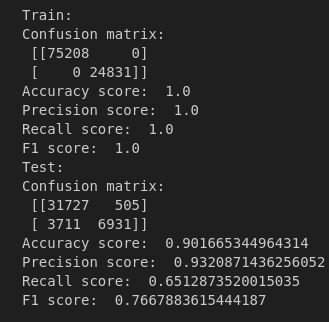 Train:
Confusion matrix:
[[75208     0]
[    0 24831]]
Accuracy score:  1.0
Precision score:  1.0
Recall score:  1.0
F1 score:  1.0
Test:
Confusion matrix:
[[31727   505]
[ 3711  6931]]
Accuracy score:  0.901665344964314
Precision score:  0.9320871436256052
Recall score:  0.6512873520015035
F1 score:  0.7667883615444187